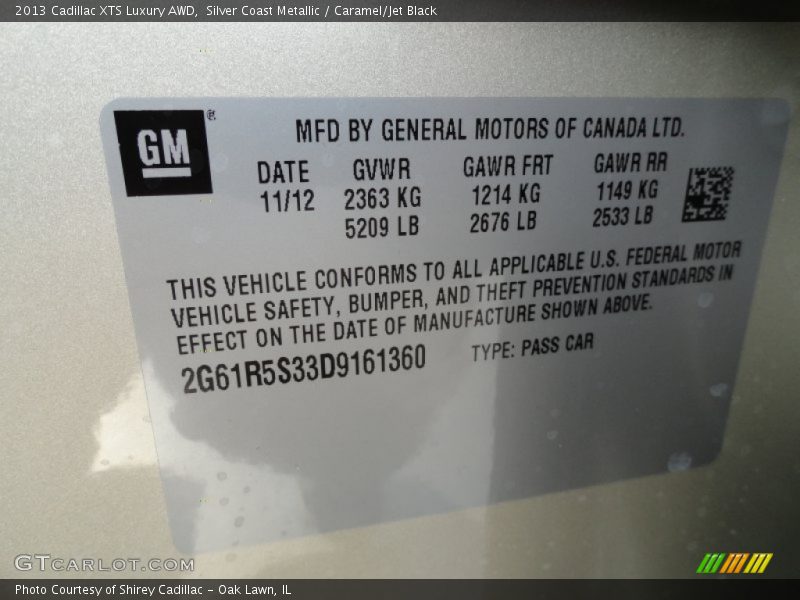 2013 Cadillac XTS Luxury AWD, Silver Coast Metallic / Caramel/Jet Black
GM®
MFD BY GENERAL MOTORS OF CANADA LTD.
DATE GVWR GAWR FRT GAWR RR
11/12 2363 KG 1214 KG 1149 KG
5209 LB 2676 LB 2533 LB
THIS VEHICLE CONFORMS TO ALL APPLICABLE U.S. FEDERAL MOTOR
VEHICLE SAFETY, BUMPER, AND THEFT PREVENTION STANDARDS IN
EFFECT ON THE DATE OF MANUFACTURE SHOWN ABOVE.
2G61R5S33D9161360 TYPE: PASS CAR
GTCARLOT.COM
Photo Courtesy of Shirey Cadillac - Oak Lawn, IL